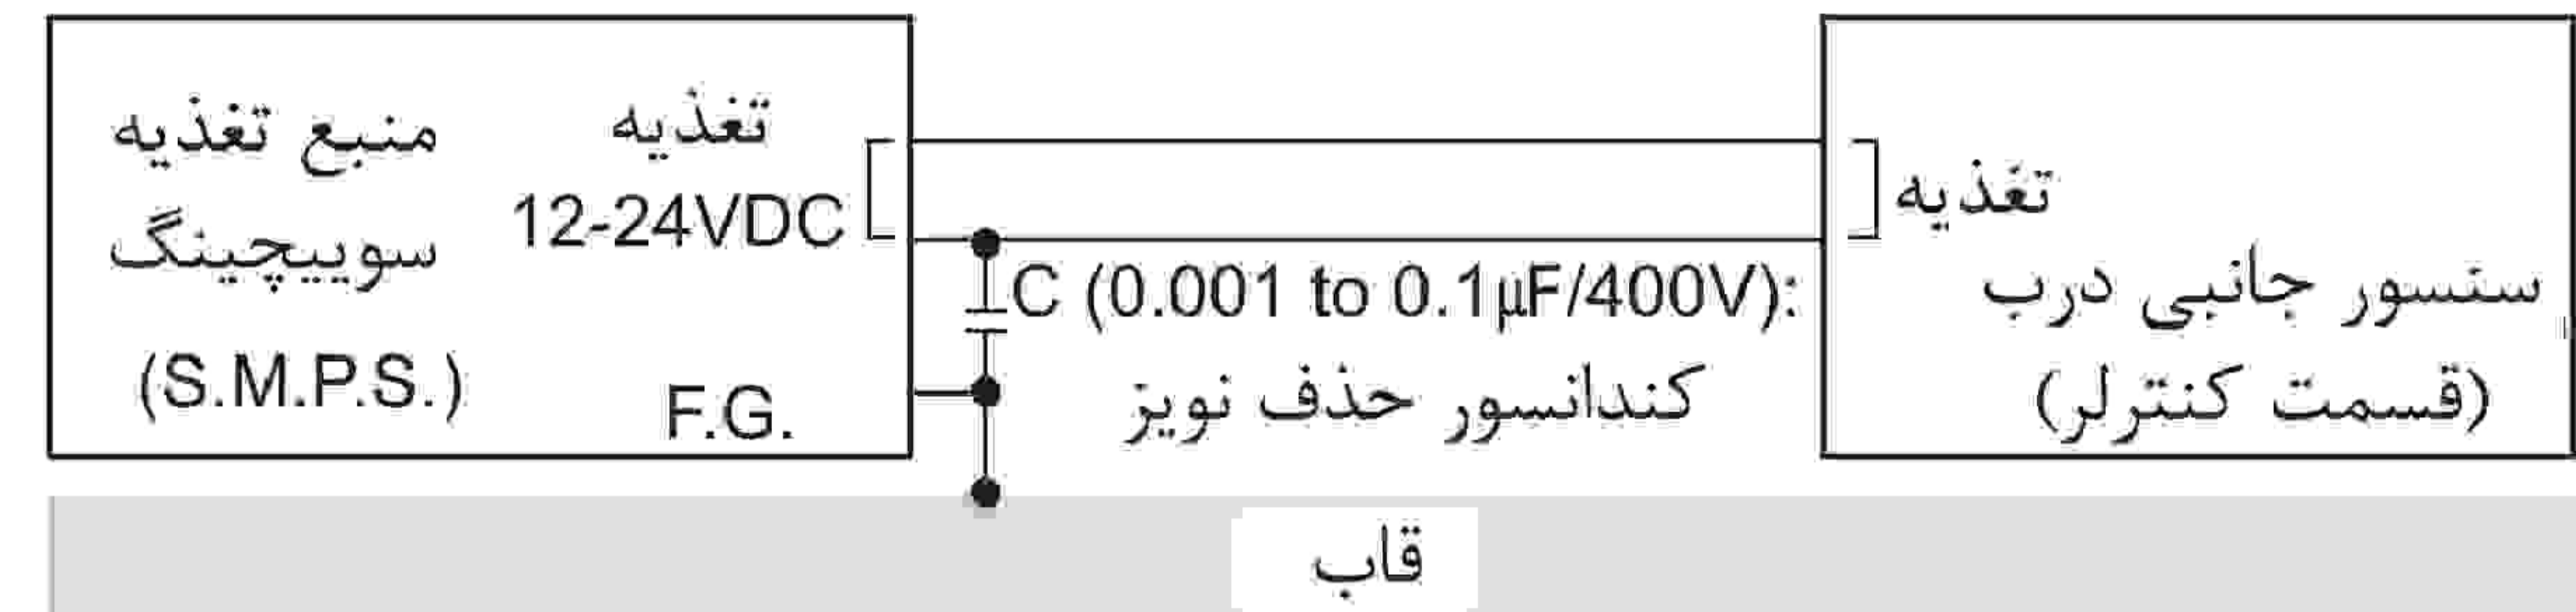 منبع تغذیه
سوییچینگ
(S.M.P.S.)
تغذیه
12-24VDC
F.G.
C (0.001 to 0.1µF/400V):
کندانسور حذف نویز
تغذیه
سنسور جانبی درب
(قسمت کنترلر)
قاب